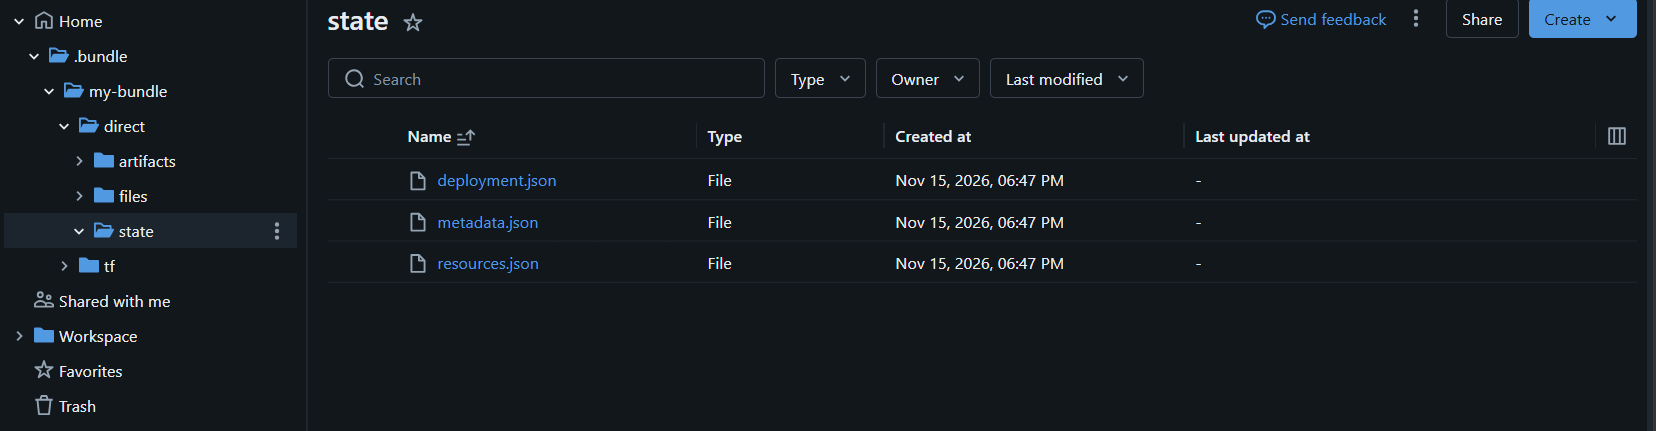 Home
.bundle
my-bundle
direct
artifacts
files
state
tf
Shared with me
Workspace
Favorites
Trash
state
Send feedback
Share
Create
Search
Type
Owner
Last modified
Name Type Created at Last updated at
deployment.json File Nov 15, 2026, 06:47 PM -
metadata.json File Nov 15, 2026, 06:47 PM -
resources.json File Nov 15, 2026, 06:47 PM -